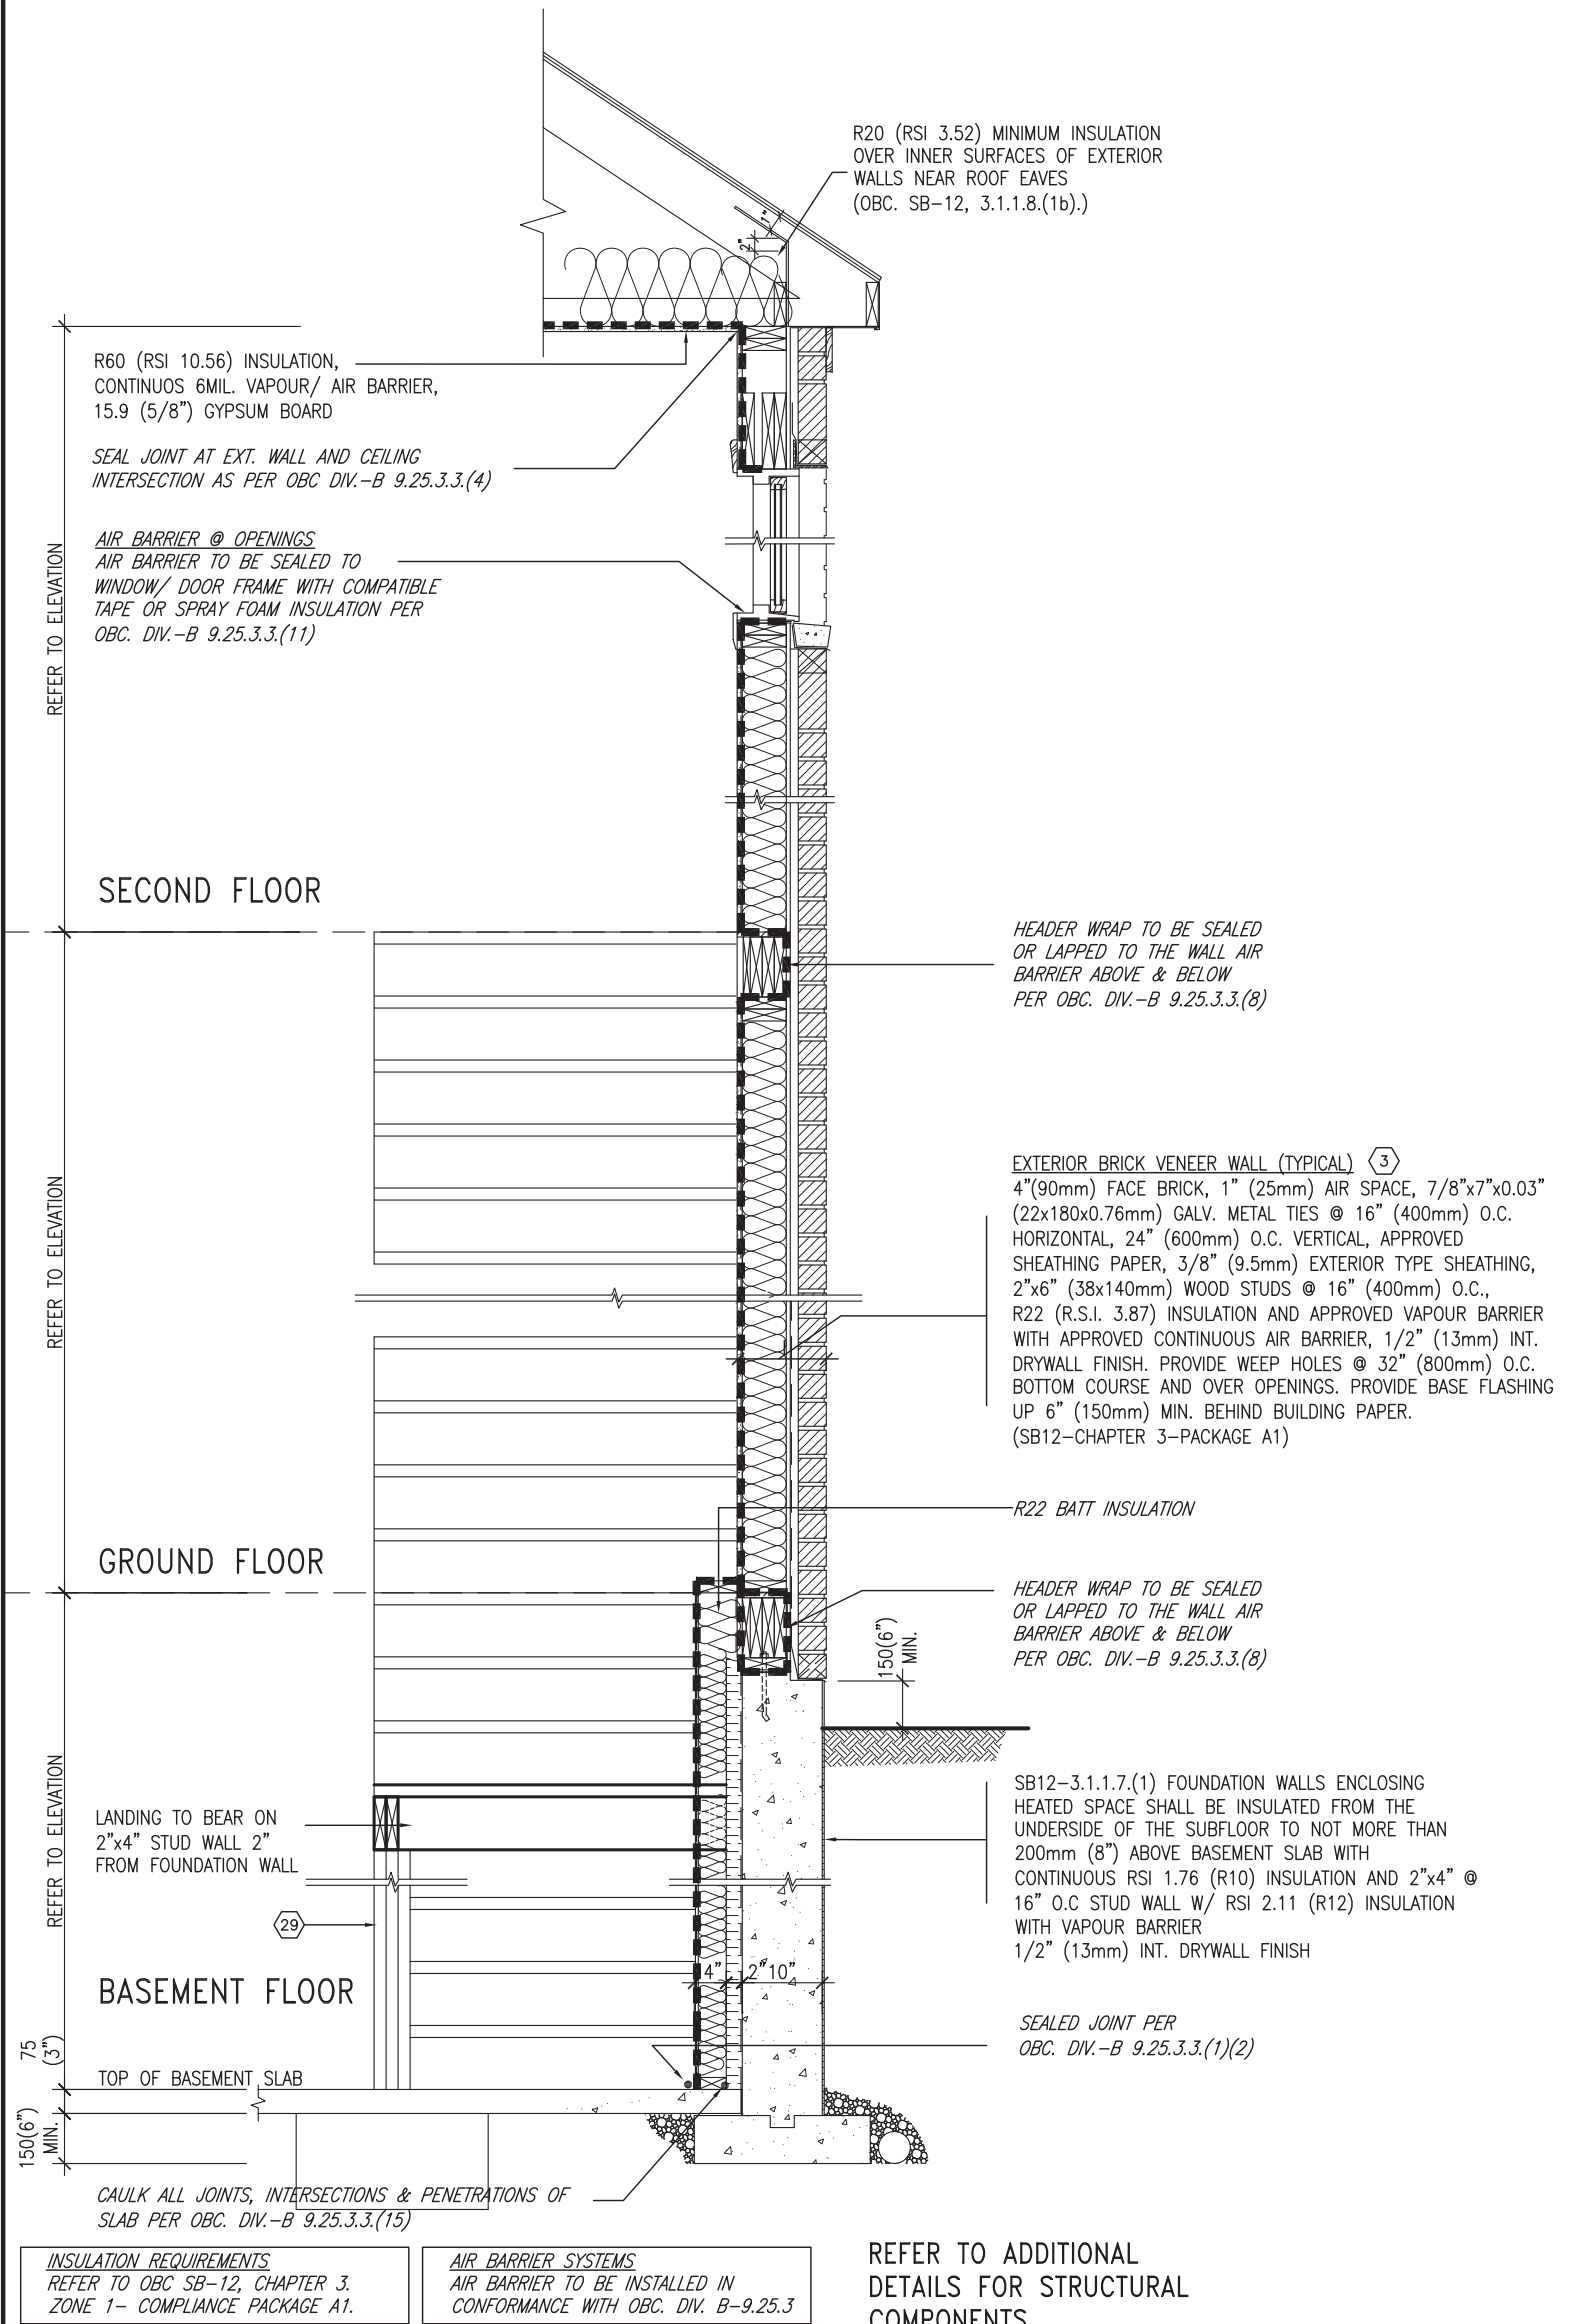 R20 (RSI 3.52) MINIMUM INSULATION
OVER INNER SURFACES OF EXTERIOR
WALLS NEAR ROOF EAVES
(OBC. SB-12, 3.1.1.8.(1b).)
1"
2"
R60 (RSI 10.56) INSULATION,
CONTINUOS 6MIL. VAPOUR/ AIR BARRIER,
15.9 (5/8") GYPSUM BOARD
SEAL JOINT AT EXT. WALL AND CEILING
INTERSECTION AS PER OBC DIV.-B 9.25.3.3.(4)
AIR BARRIER @ OPENINGS
AIR BARRIER TO BE SEALED TO
WINDOW/ DOOR FRAME WITH COMPATIBLE
TAPE OR SPRAY FOAM INSULATION PER
OBC. DIV.-B 9.25.3.3.(11)
REFER TO ELEVATION
SECOND FLOOR
HEADER WRAP TO BE SEALED
OR LAPPED TO THE WALL AIR
BARRIER ABOVE & BELOW
PER OBC. DIV.-B 9.25.3.3.(8)
REFER TO ELEVATION
EXTERIOR BRICK VENEER WALL (TYPICAL) 3
4"(90mm) FACE BRICK, 1" (25mm) AIR SPACE, 7/8"x7"x0.03"
(22x180x0.76mm) GALV. METAL TIES @ 16" (400mm) O.C.
HORIZONTAL, 24" (600mm) O.C. VERTICAL, APPROVED
SHEATHING PAPER, 3/8" (9.5mm) EXTERIOR TYPE SHEATHING,
2"x6" (38x140mm) WOOD STUDS @ 16" (400mm) O.C.,
R22 (R.S.I. 3.87) INSULATION AND APPROVED VAPOUR BARRIER
WITH APPROVED CONTINUOUS AIR BARRIER, 1/2" (13mm) INT.
DRYWALL FINISH. PROVIDE WEEP HOLES @ 32" (800mm) O.C.
BOTTOM COURSE AND OVER OPENINGS. PROVIDE BASE FLASHING
UP 6" (150mm) MIN. BEHIND BUILDING PAPER.
(SB12-CHAPTER 3-PACKAGE A1)
R22 BATT INSULATION
GROUND FLOOR
HEADER WRAP TO BE SEALED
OR LAPPED TO THE WALL AIR
BARRIER ABOVE & BELOW
PER OBC. DIV.-B 9.25.3.3.(8)
150(6")
MIN.
REFER TO ELEVATION
SB12-3.1.1.7.(1) FOUNDATION WALLS ENCLOSING
HEATED SPACE SHALL BE INSULATED FROM THE
UNDERSIDE OF THE SUBFLOOR TO NOT MORE THAN
200mm (8") ABOVE BASEMENT SLAB WITH
CONTINUOUS RSI 1.76 (R10) INSULATION AND 2"x4" @
16" O.C STUD WALL W/ RSI 2.11 (R12) INSULATION
WITH VAPOUR BARRIER
1/2" (13mm) INT. DRYWALL FINISH
LANDING TO BEAR ON
2"x4" STUD WALL 2"
FROM FOUNDATION WALL
29
4" 2" 10"
BASEMENT FLOOR
SEALED JOINT PER
OBC. DIV.-B 9.25.3.3.(1)(2)
75
(3")
TOP OF BASEMENT SLAB
150(6")
MIN.
CAULK ALL JOINTS, INTERSECTIONS & PENETRATIONS OF
SLAB PER OBC. DIV.-B 9.25.3.3.(15)
INSULATION REQUIREMENTS
REFER TO OBC SB-12, CHAPTER 3.
ZONE 1- COMPLIANCE PACKAGE A1.
AIR BARRIER SYSTEMS
AIR BARRIER TO BE INSTALLED IN
CONFORMANCE WITH OBC. DIV. B-9.25.3
REFER TO ADDITIONAL
DETAILS FOR STRUCTURAL
COMPONENTS